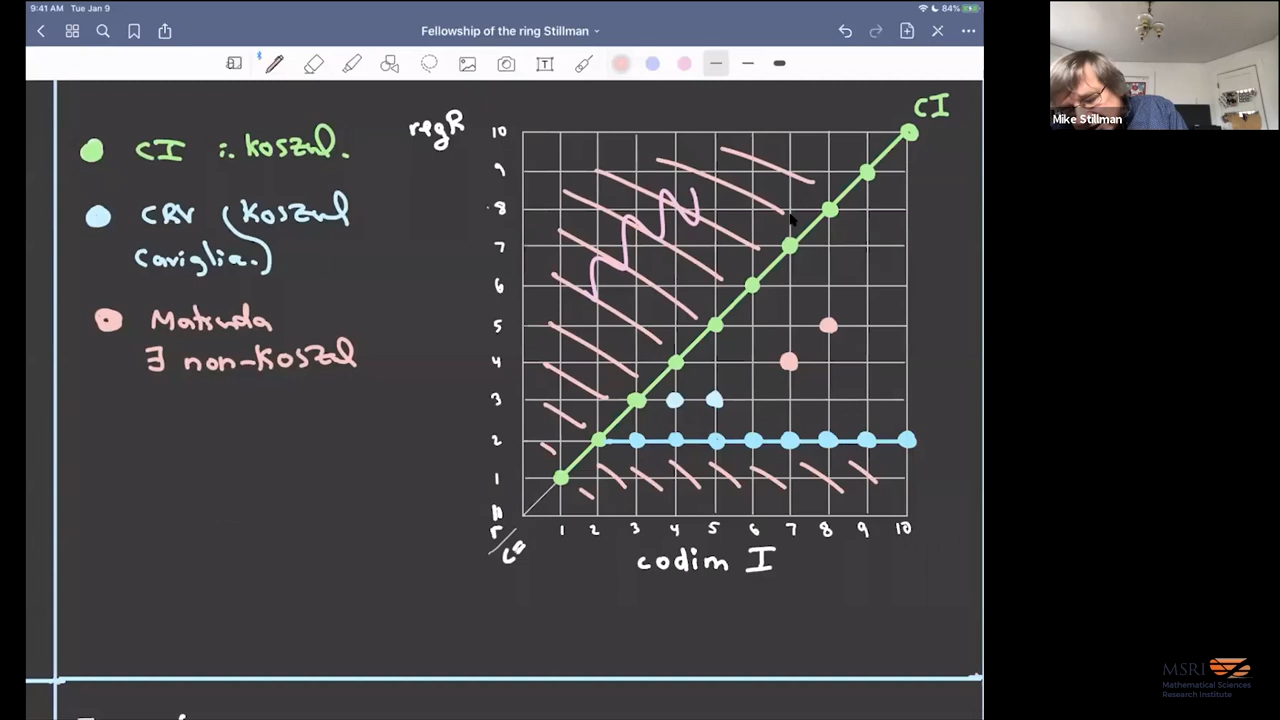 9:41 AM Tue Jan 9
84%
Fellowship of the ring Stillman
CI ∴ Koszul.
CRV (Koszul
Caviglia.)
Matsuda
∃ non-Koszul
reg R
CI
10
9
8
7
6
5
4
3
2
1
r
c=
1 2 3 4 5 6 7 8 9 10
codim I
Mike Stillman
MSRI
Mathematical Sciences
Research Institute